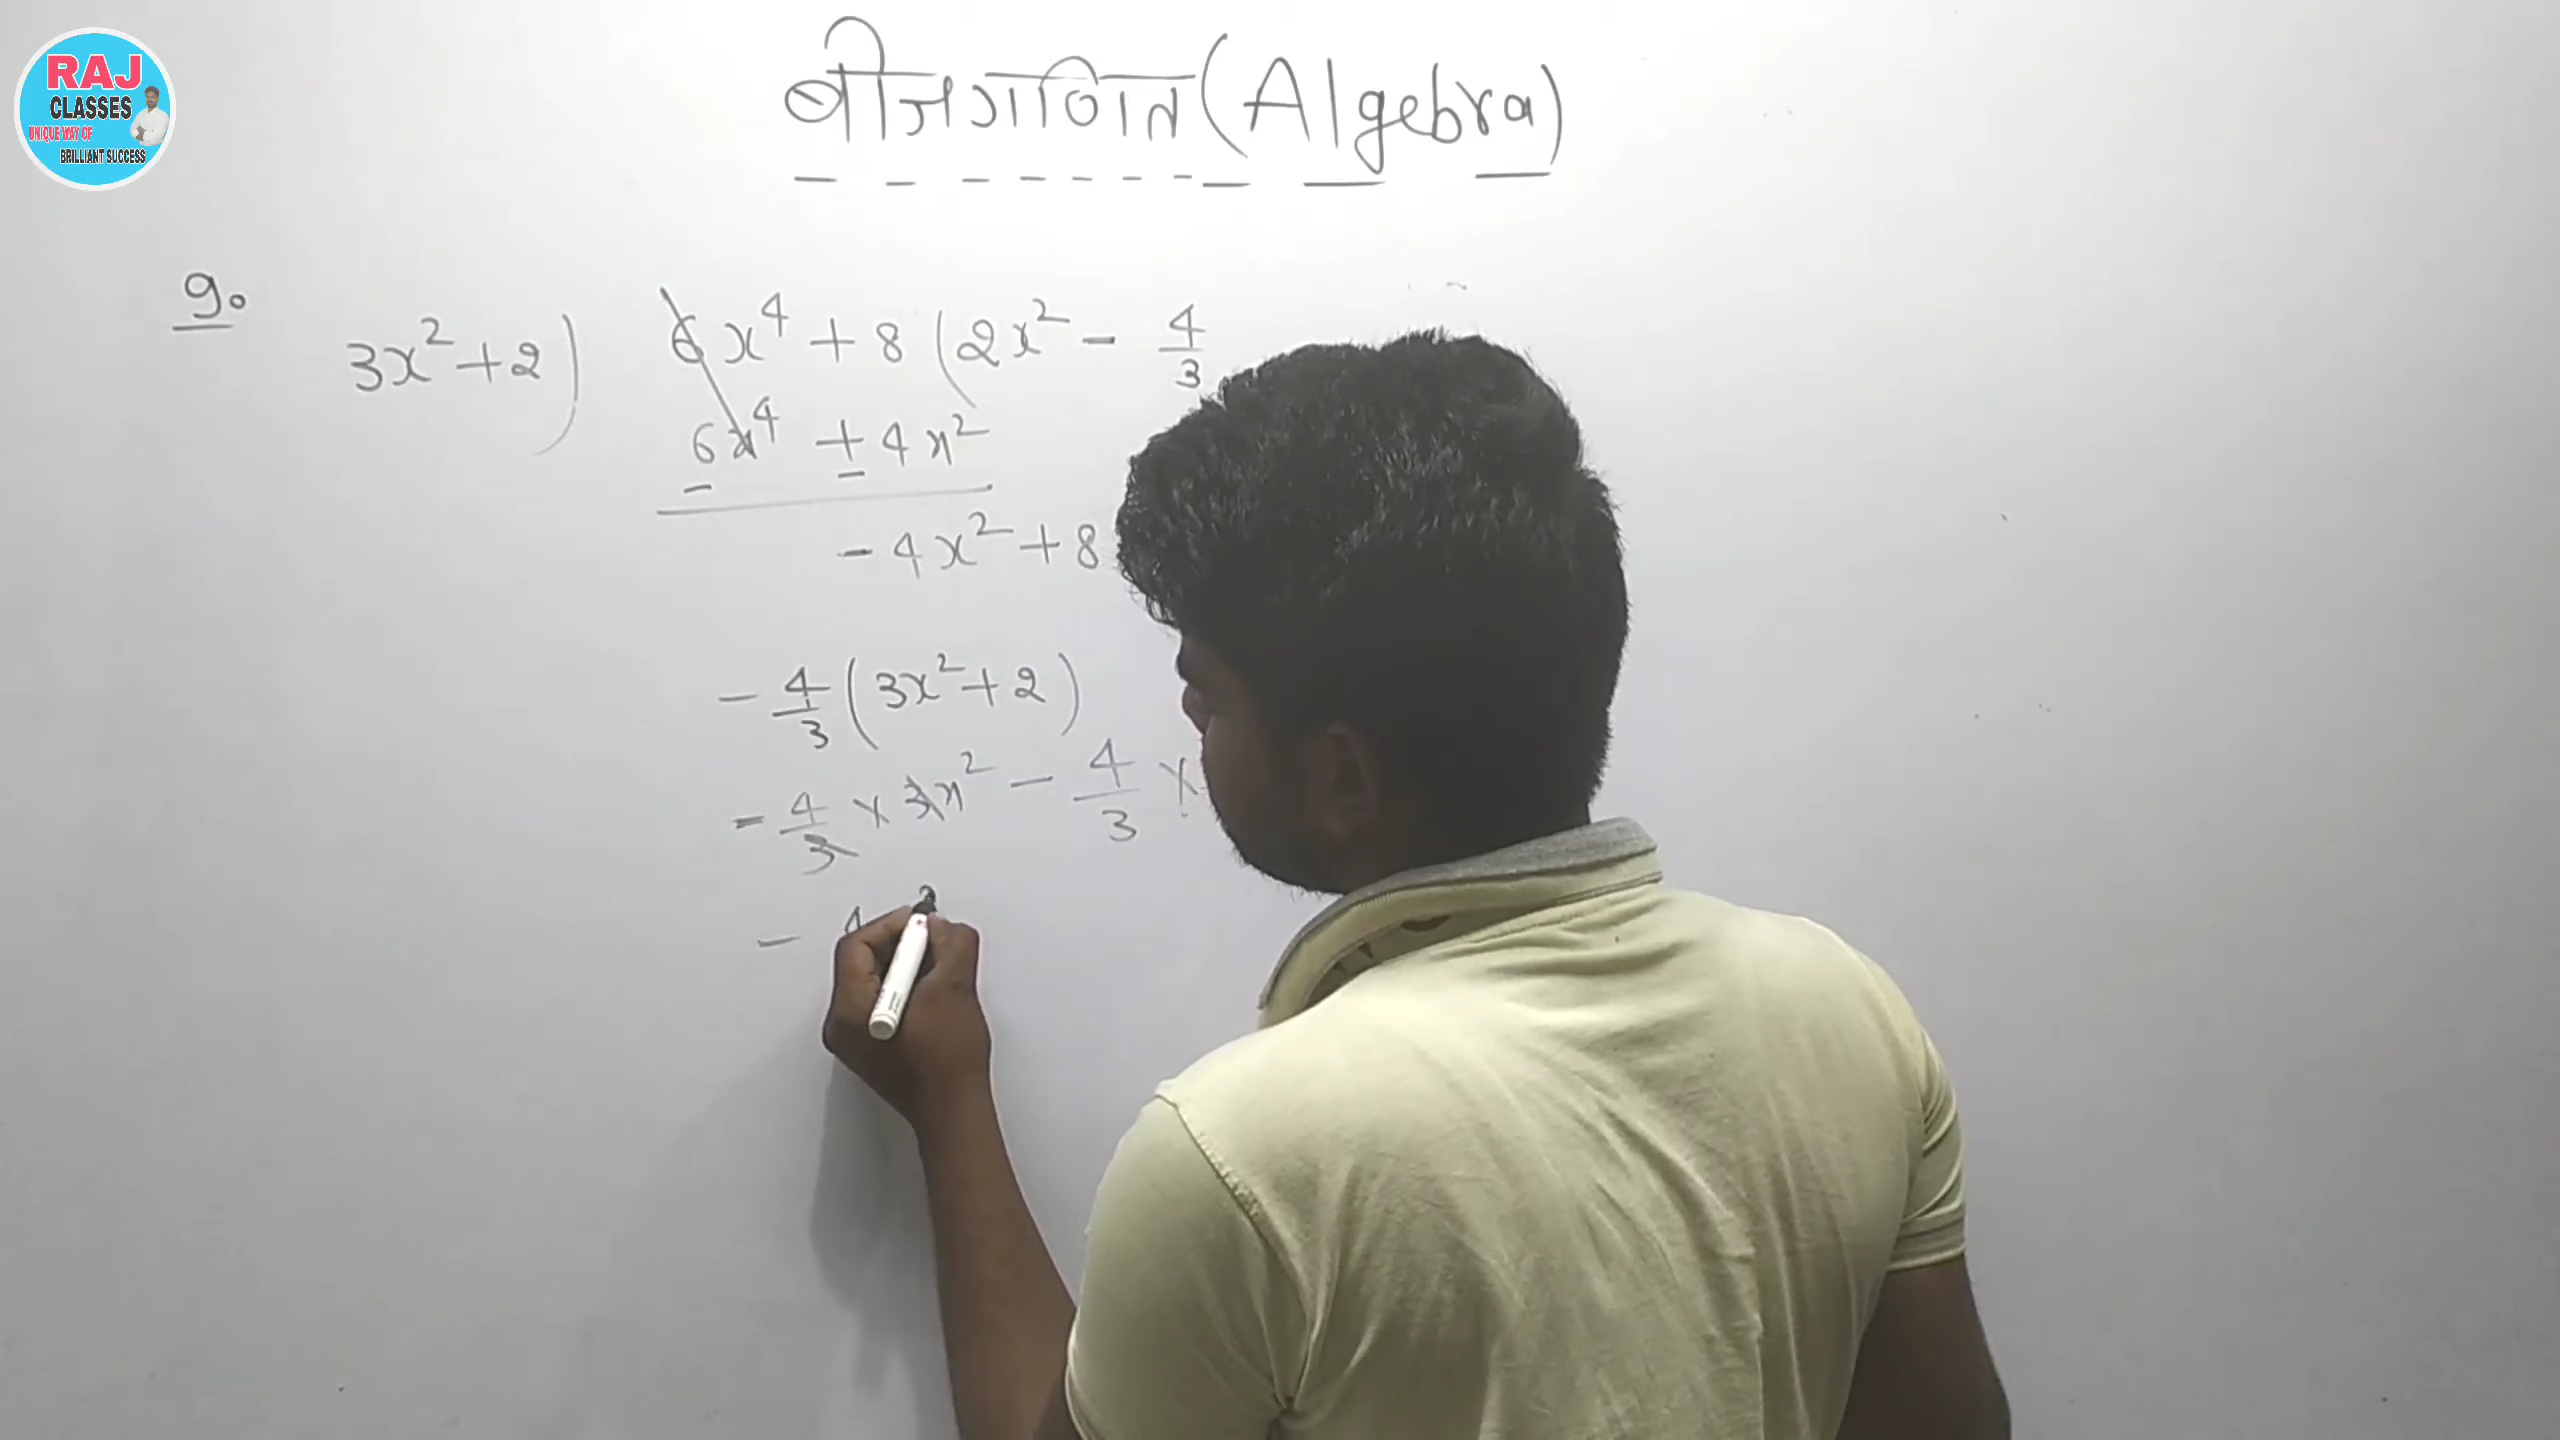 RAJ
CLASSES
UNIQUE WAY OF
BRILLIANT SUCCESS
बीजगणित (Algebra)
9.
3x² + 2) 6x⁴ + 8 (2x² - 4/3
6x⁴ + 4x²
- -
- 4x² + 8
- 4/3 (3x² + 2)
- 4/3 × 3x² - 4/3 ×
- 4